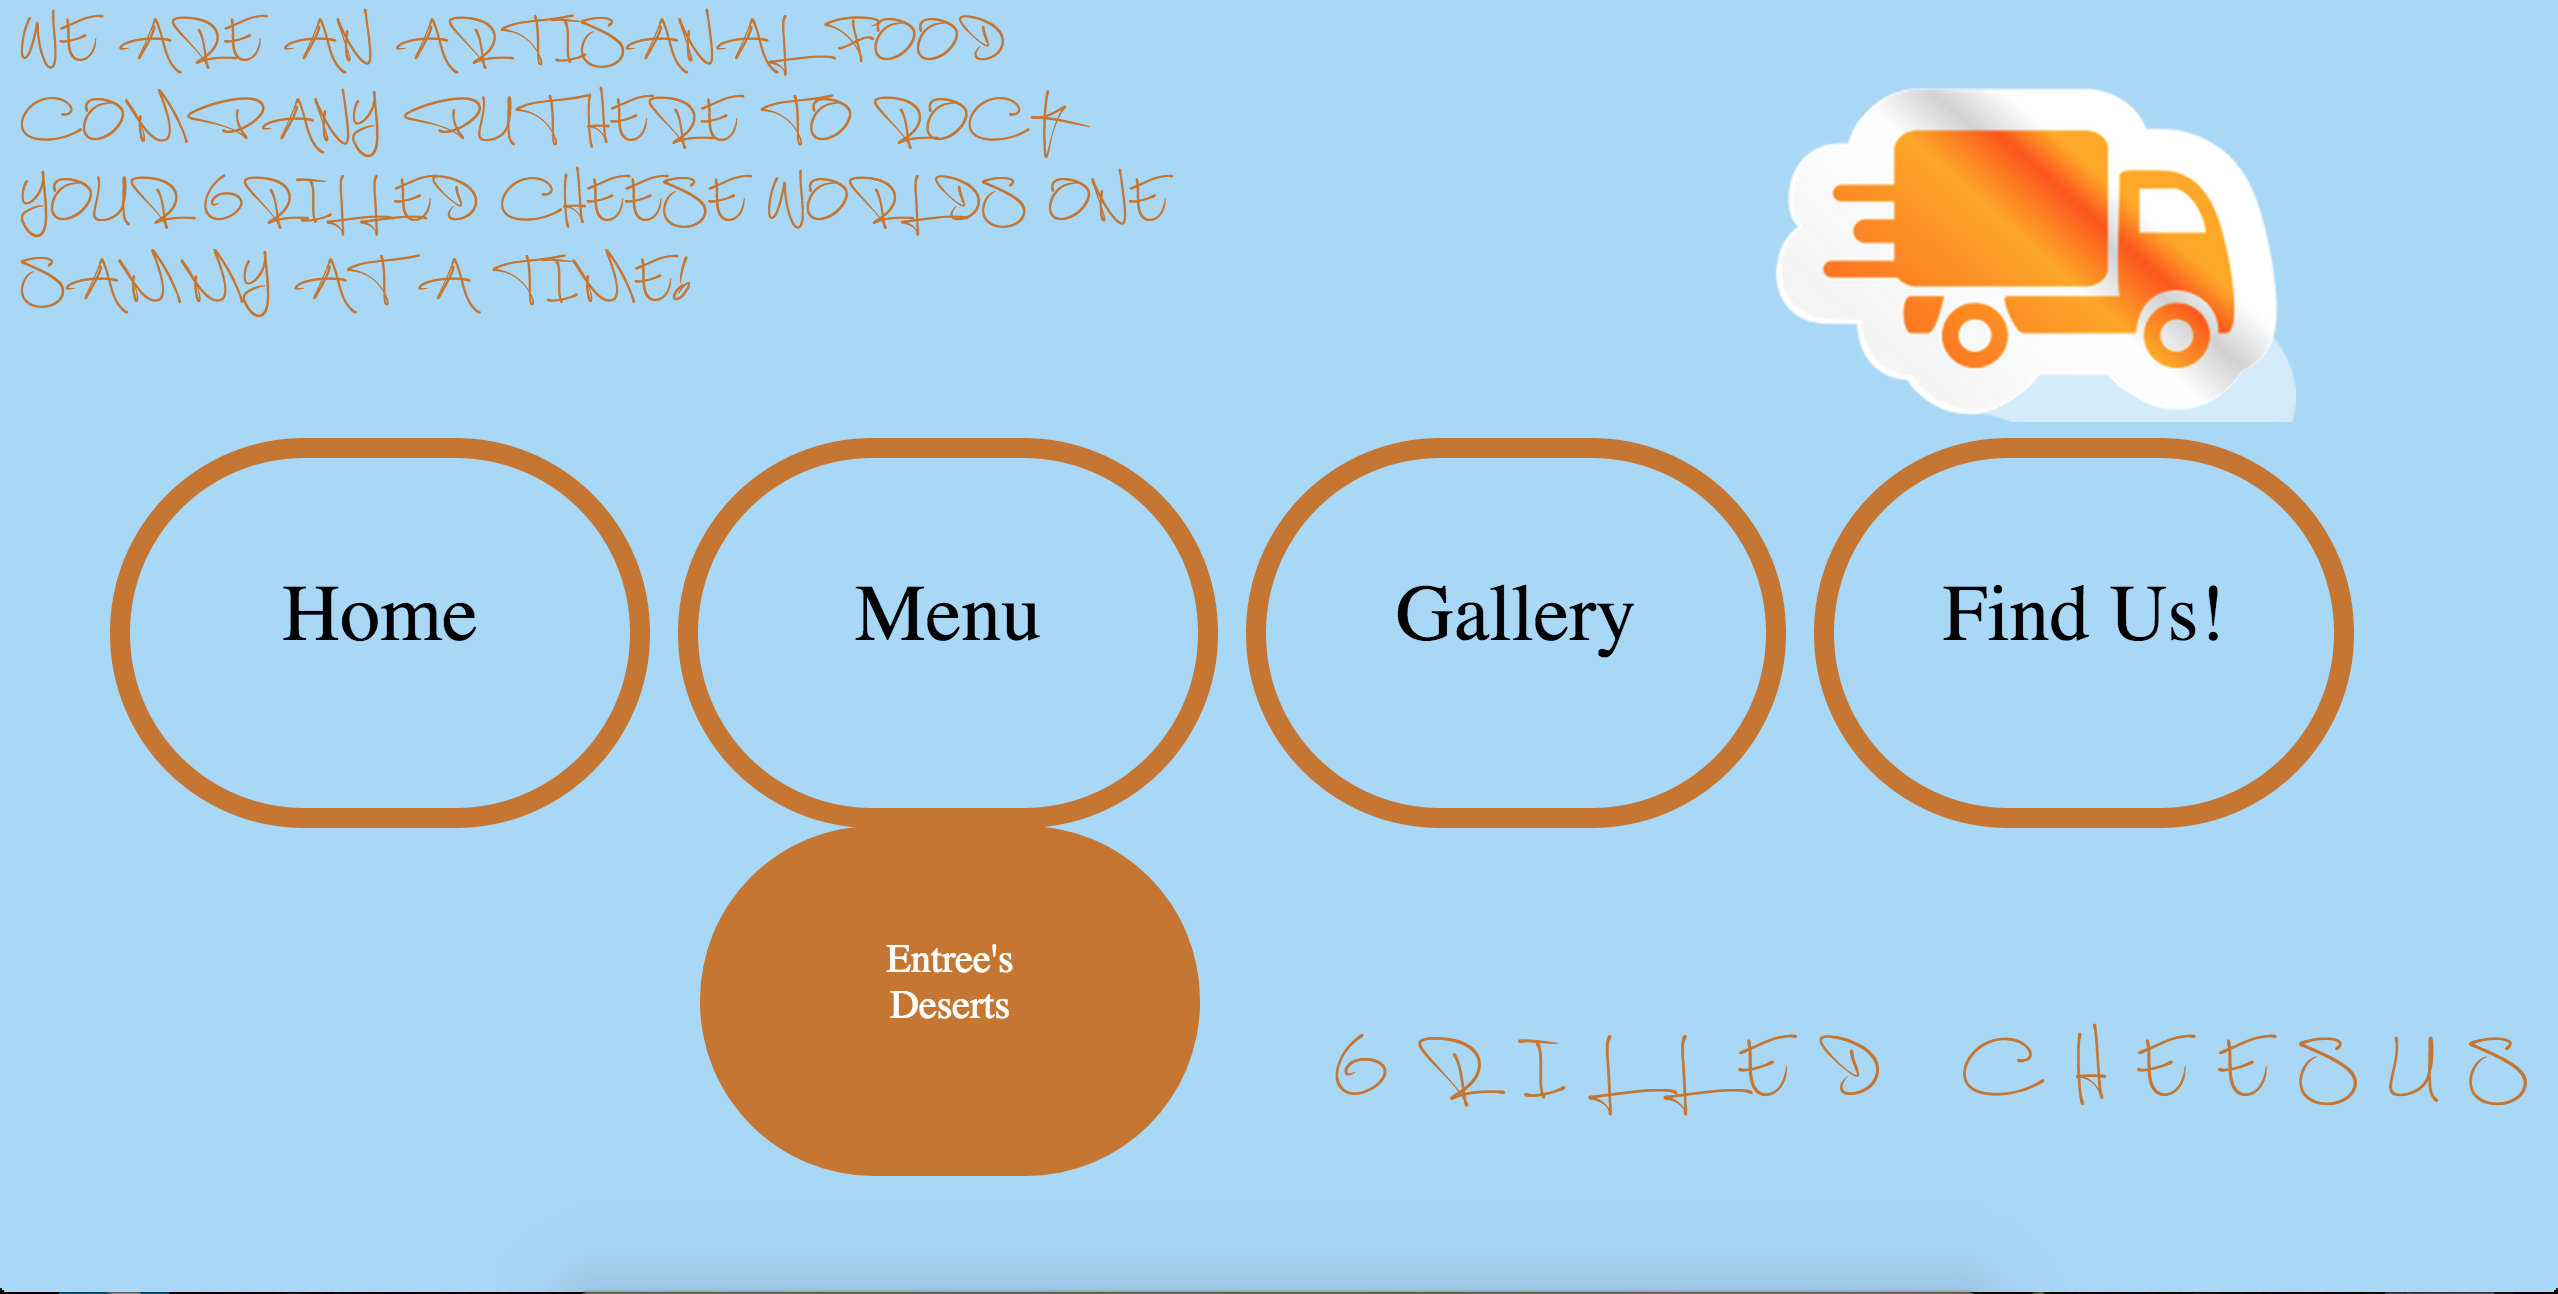 WE ARE AN ARTISANAL FOOD
COMPANY PUT HERE TO ROCK
YOUR GRILLED CHEESE WORLDS ONE
SAMMY AT A TIME!
Home
Menu
Gallery
Find Us!
Entree's
Deserts
GRILLED CHEESUS